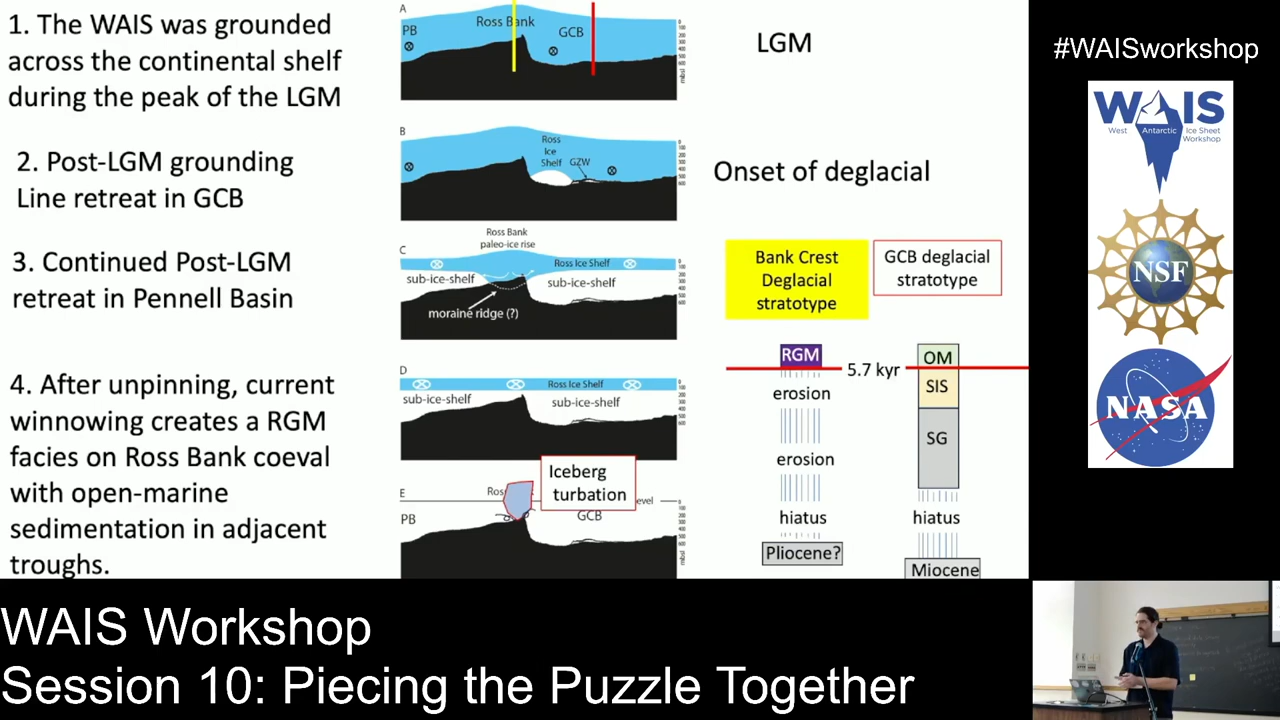 1. The WAIS was grounded
across the continental shelf
during the peak of the LGM
2. Post-LGM grounding
Line retreat in GCB
3. Continued Post-LGM
retreat in Pennell Basin
4. After unpinning, current
winnowing creates a RGM
facies on Ross Bank coeval
with open-marine
sedimentation in adjacent
troughs.
A
PB
Ross Bank
GCB
LGM
B
Ross
Ice
Shelf
GZW
Onset of deglacial
Ross Bank
paleo-ice rise
C
Ross Ice Shelf
sub-ice-shelf
sub-ice-shelf
moraine ridge (?)
D
Ross Ice Shelf
sub-ice-shelf
sub-ice-shelf
Iceberg
turbation
E
Ros
evel
PB
GCB
Bank Crest
Deglacial
stratotype
GCB deglacial
stratotype
RGM
5.7 kyr
OM
erosion
SIS
erosion
SG
hiatus
hiatus
Pliocene?
Miocene
#WAISworkshop
WAIS
West Antarctic Ice Sheet
Workshop
NSF
NASA
WAIS Workshop
Session 10: Piecing the Puzzle Together